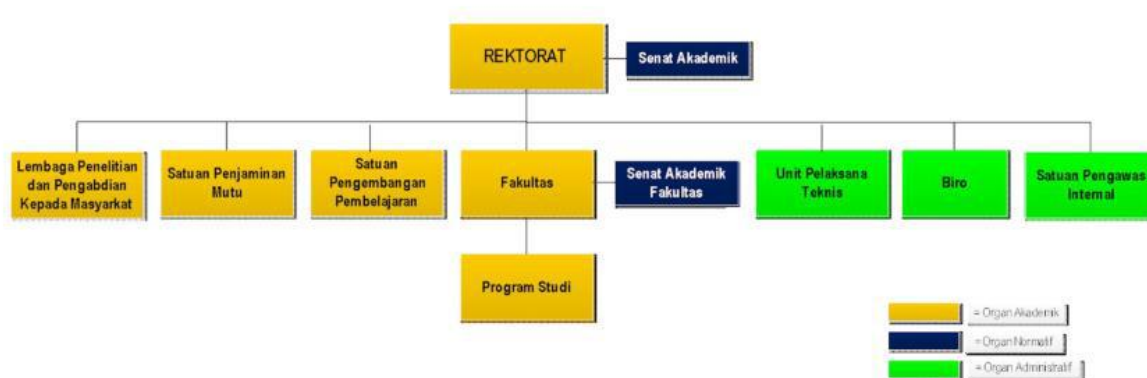 REKTORAT
Senat Akademik
Lembaga Penelitian
dan Pengabdian
Kepada Masyarkat
Satuan Penjaminan
Mutu
Satuan
Pengembangan
Pembelajaran
Fakultas
Senat Akademik
Fakultas
Unit Pelaksana
Teknis
Biro
Satuan Pengawas
Internal
Program Studi
= Organ Akademik
= Organ Normatif
= Organ Administratif